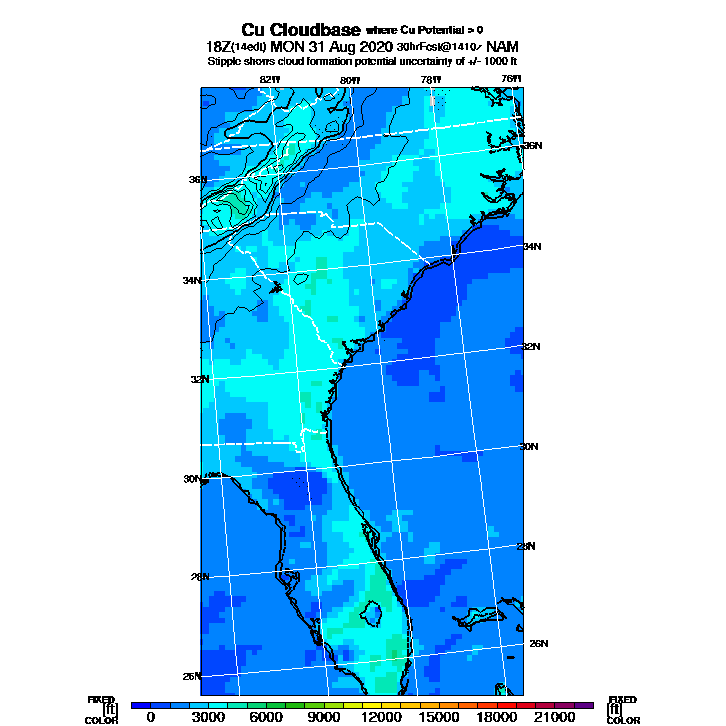 Cu Cloudbase where Cu Potential > 0
18Z(14edt) MON 31 Aug 2020 NAM
Stipple shows cloud formation potential uncertainty of +/- 1000 ft
82W 80W 78W 76W
36N
36N
34N
34N
32N
32N
30N
30N
28N
28N
26N
26N
FIXED FIXED
[ft] 0 3000 6000 9000 12000 15000 18000 21000 [ft]
COLOR COLOR